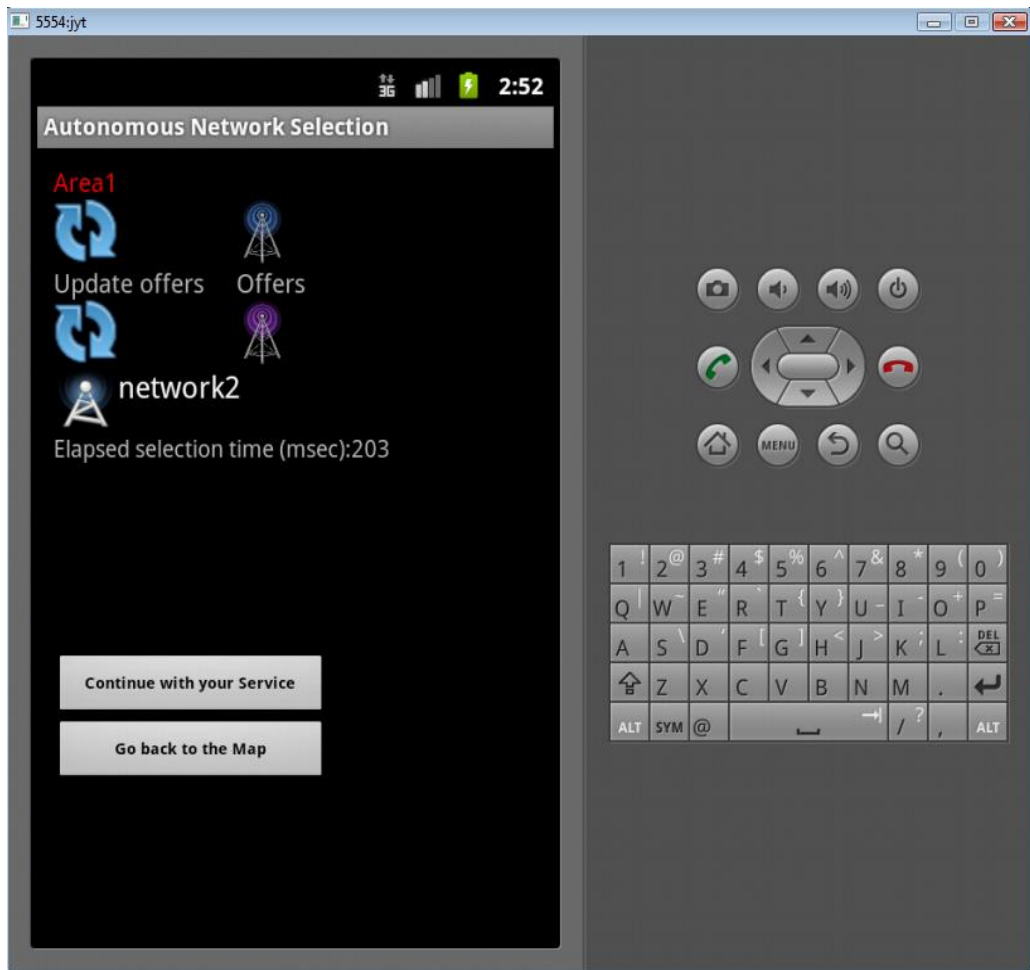 5554:jyt
3G 2:52
Autonomous Network Selection
Area1
Update offers Offers
network2
Elapsed selection time (msec):203
Continue with your Service
Go back to the Map
MENU
1 ! 2 @ 3 # 4 $ 5 % 6 ^ 7 & 8 * 9 ( 0 )
Q | W ~ E " R ` T { Y } U _ I - O + P =
A S \ D ' F [ G ] H < J > K ; L : DEL
Z X C V B N M .
ALT SYM @ / ? , ALT